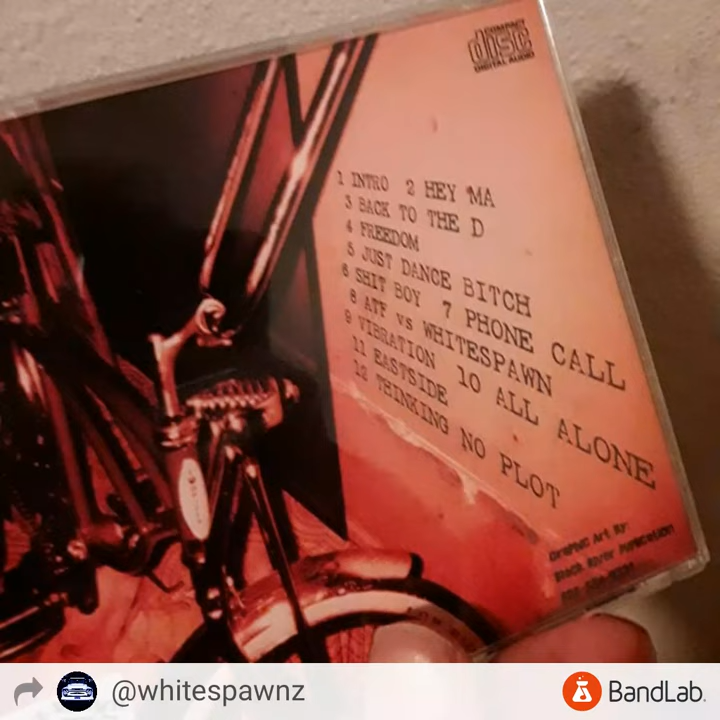 COMPACT
disc
DIGITAL AUDIO
1 INTRO 2 HEY MA
3 BACK TO THE D
4 FREEDOM
5 JUST DANCE BITCH
6 SHIT BOY 7 PHONE CALL
8 ATF vs WHITESPAWN
9 VIBRATION 10 ALL ALONE
11 EASTSIDE
12 THINKING NO PLOT
Graphic Art By:
@whitespawnz
BandLab.